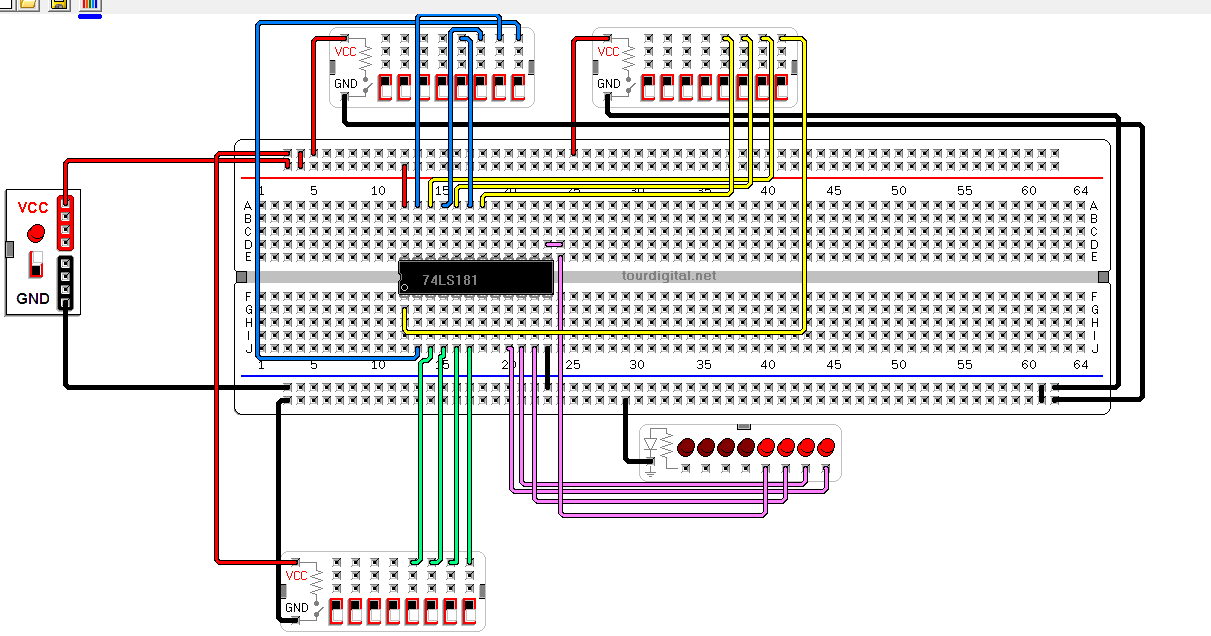 VCC
GND
VCC
GND
1 5 10 15 20 25 30 35 40 45 50 55 60 64
A A
B B
VCC
C C
D D
E E
74LS181
tourdigital.net
GND
F F
G G
H H
I I
J J
1 5 10 15 20 25 30 35 40 45 50 55 60 64
VCC
GND